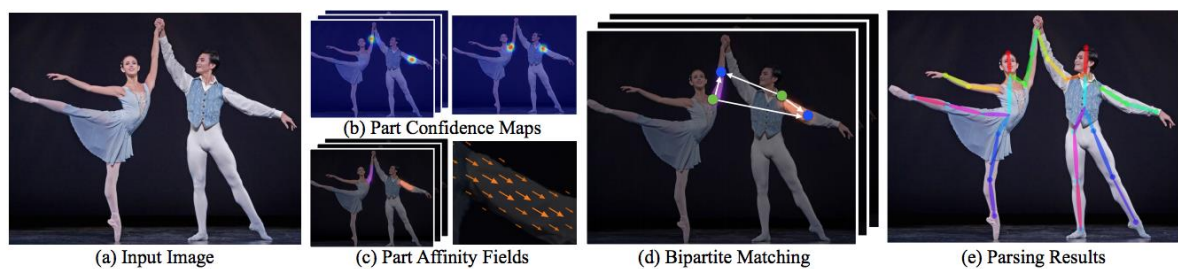 (a) Input Image
(b) Part Confidence Maps
(c) Part Affinity Fields
(d) Bipartite Matching
(e) Parsing Results